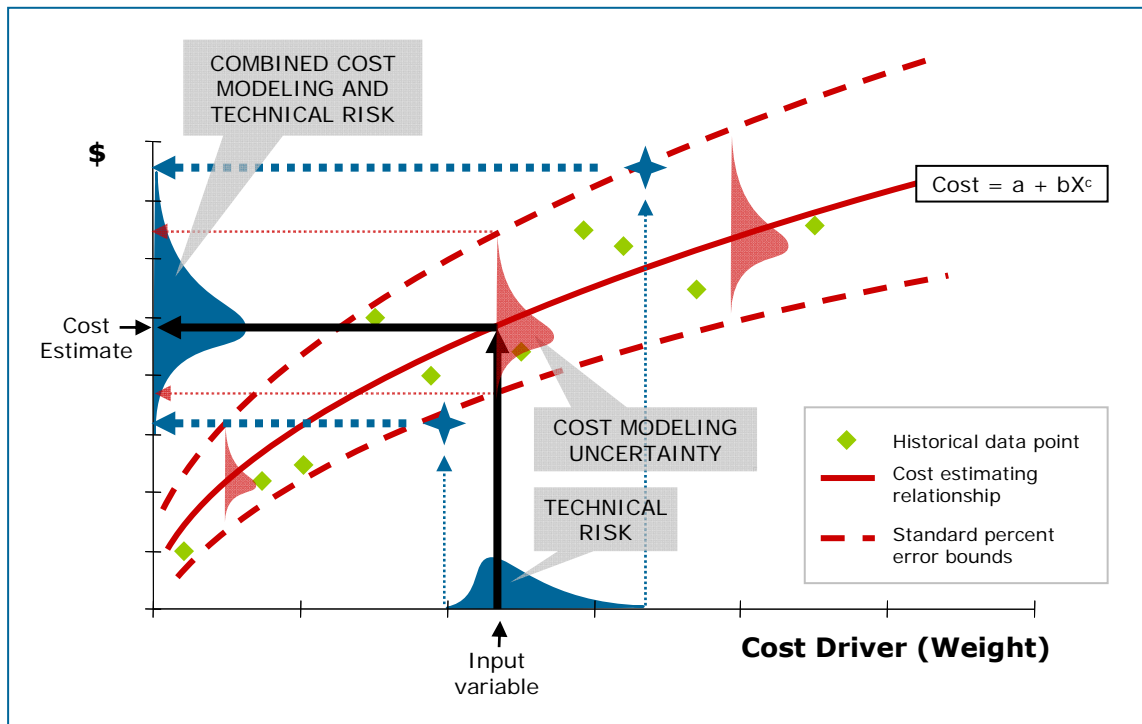 COMBINED COST
MODELING AND
TECHNICAL RISK
$
Cost = a + bXᶜ
Cost
Estimate
COST MODELING
UNCERTAINTY
TECHNICAL
RISK
Historical data point
Cost estimating
relationship
Standard percent
error bounds
Input
variable
Cost Driver (Weight)